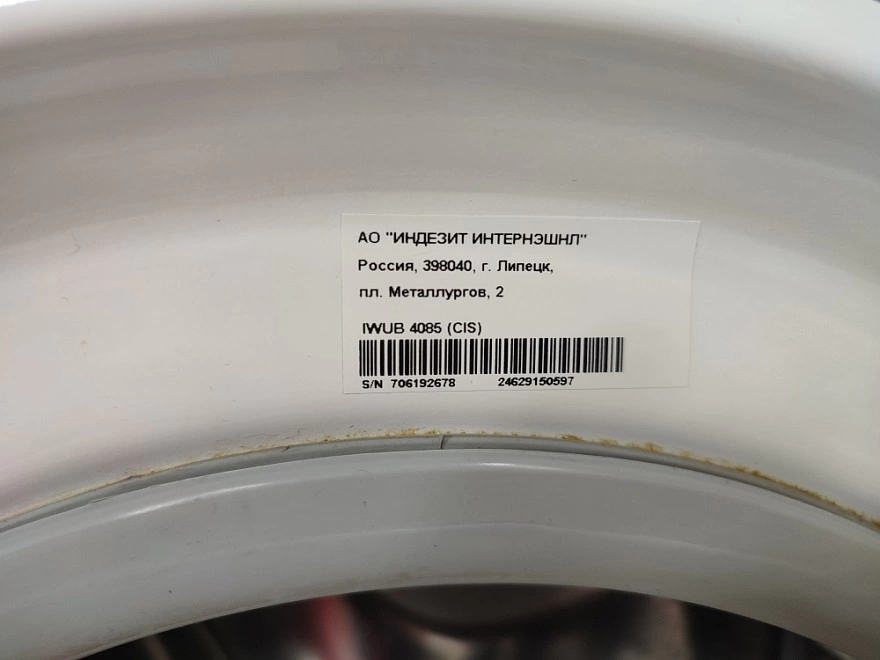 АО "ИНДЕЗИТ ИНТЕРНЭШНЛ"
Россия, 398040, г. Липецк,
пл. Металлургов, 2
IWUB 4085 (CIS)
S/N 706192678 24629150597